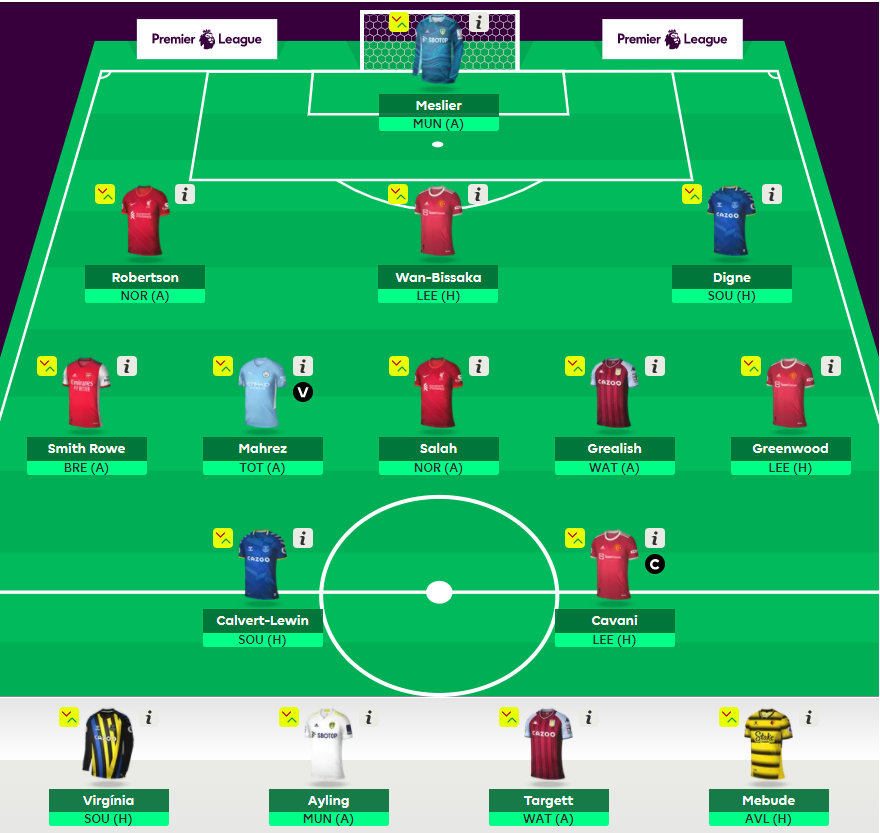 Premier League
Premier League
i
Meslier
MUN (A)
i
i
i
Robertson
Wan-Bissaka
Digne
NOR (A)
LEE (H)
SOU (H)
i
i
i
i
i
V
Smith Rowe
Mahrez
Salah
Grealish
Greenwood
BRE (A)
TOT (A)
NOR (A)
WAT (A)
LEE (H)
i
i
CAZOO
C
Calvert-Lewin
Cavani
SOU (H)
LEE (H)
i
i
i
i
Virgínia
Ayling
Targett
Mebude
SOU (H)
MUN (A)
WAT (A)
AVL (H)